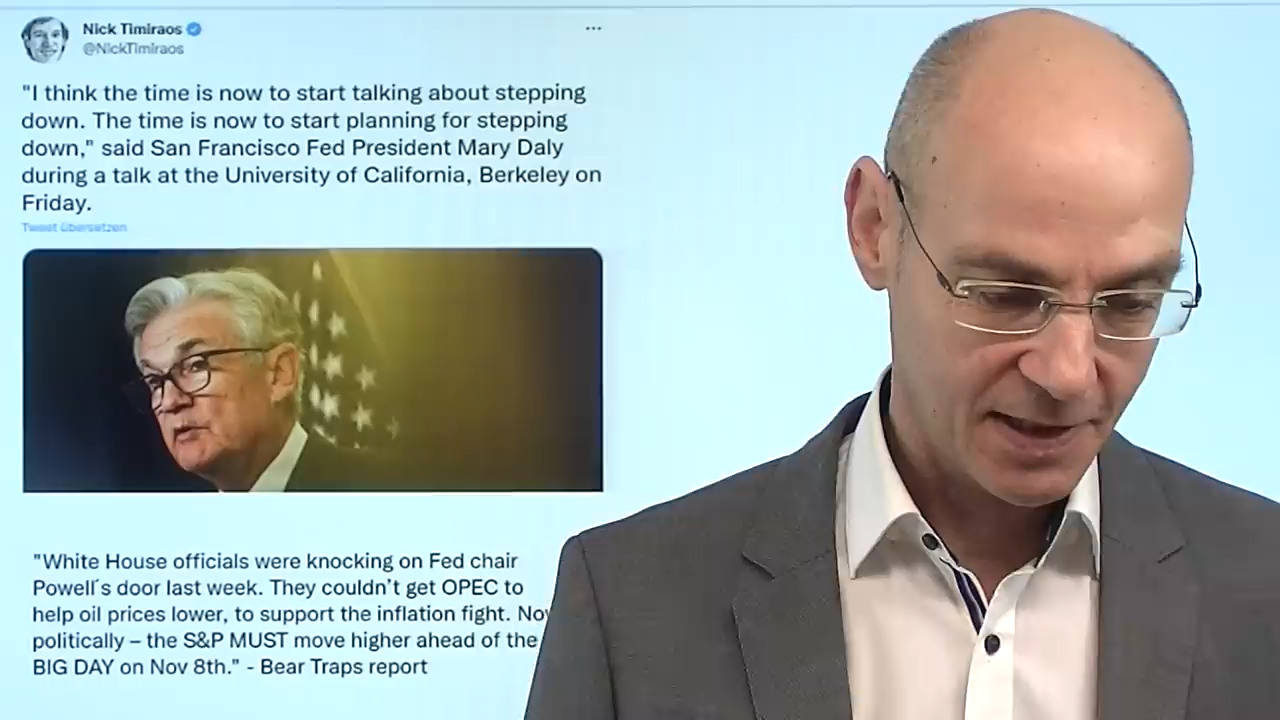 Nick Timiraos
@NickTimiraos
"I think the time is now to start talking about stepping
down. The time is now to start planning for stepping
down," said San Francisco Fed President Mary Daly
during a talk at the University of California, Berkeley on
Friday.
Tweet übersetzen
"White House officials were knocking on Fed chair
Powell´s door last week. They couldn't get OPEC to
help oil prices lower, to support the inflation fight. No
politically – the S&P MUST move higher ahead of the
BIG DAY on Nov 8th." - Bear Traps report